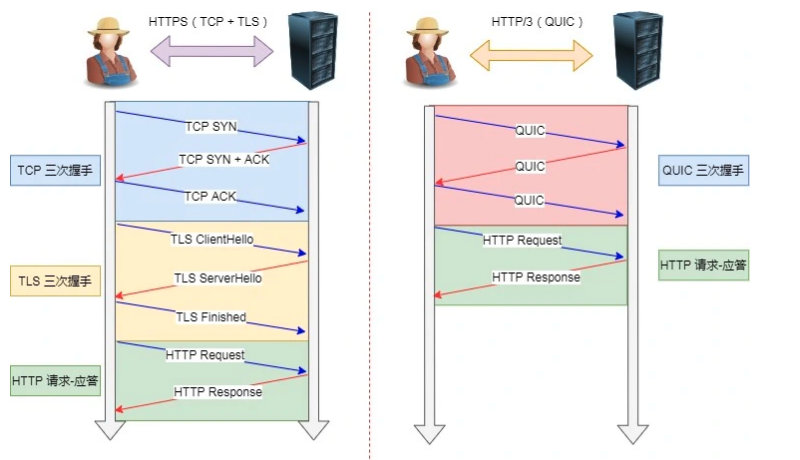 HTTPS（TCP + TLS）
TCP 三次握手
TCP SYN
TCP SYN + ACK
TCP ACK
TLS 三次握手
TLS ClientHello
TLS ServerHello
TLS Finished
HTTP 请求-应答
HTTP Request
HTTP Response
HTTP/3（QUIC）
QUIC
QUIC
QUIC
QUIC 三次握手
HTTP Request
HTTP Response
HTTP 请求-应答